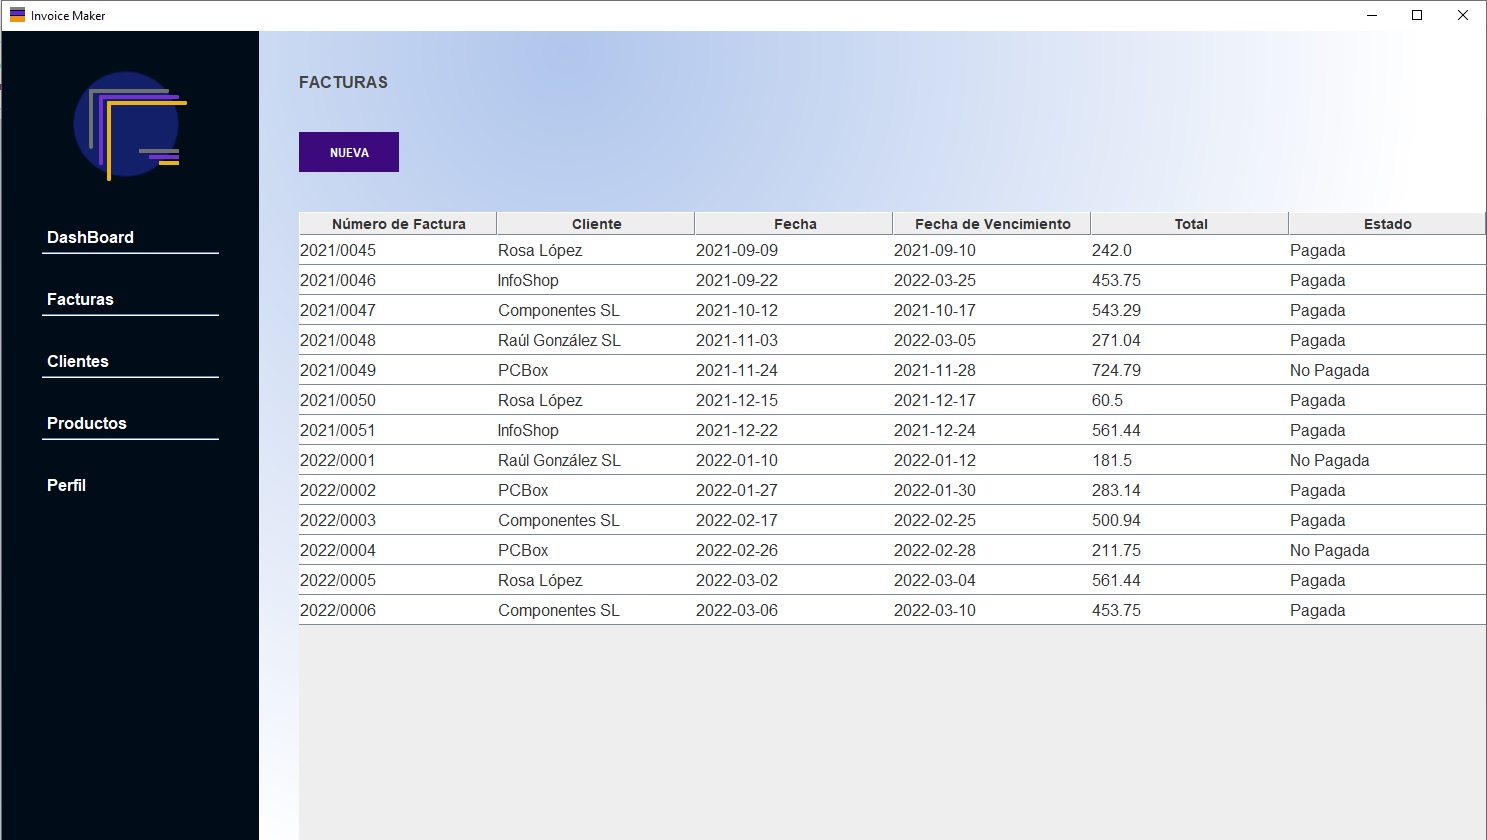 Invoice Maker
FACTURAS
NUEVA
DashBoard
Facturas
Clientes
Productos
Perfil
Número de Factura Cliente Fecha Fecha de Vencimiento Total Estado
2021/0045 Rosa López 2021-09-09 2021-09-10 242.0 Pagada
2021/0046 InfoShop 2021-09-22 2022-03-25 453.75 Pagada
2021/0047 Componentes SL 2021-10-12 2021-10-17 543.29 Pagada
2021/0048 Raúl González SL 2021-11-03 2022-03-05 271.04 Pagada
2021/0049 PCBox 2021-11-24 2021-11-28 724.79 No Pagada
2021/0050 Rosa López 2021-12-15 2021-12-17 60.5 Pagada
2021/0051 InfoShop 2021-12-22 2021-12-24 561.44 Pagada
2022/0001 Raúl González SL 2022-01-10 2022-01-12 181.5 No Pagada
2022/0002 PCBox 2022-01-27 2022-01-30 283.14 Pagada
2022/0003 Componentes SL 2022-02-17 2022-02-25 500.94 Pagada
2022/0004 PCBox 2022-02-26 2022-02-28 211.75 No Pagada
2022/0005 Rosa López 2022-03-02 2022-03-04 561.44 Pagada
2022/0006 Componentes SL 2022-03-06 2022-03-10 453.75 Pagada